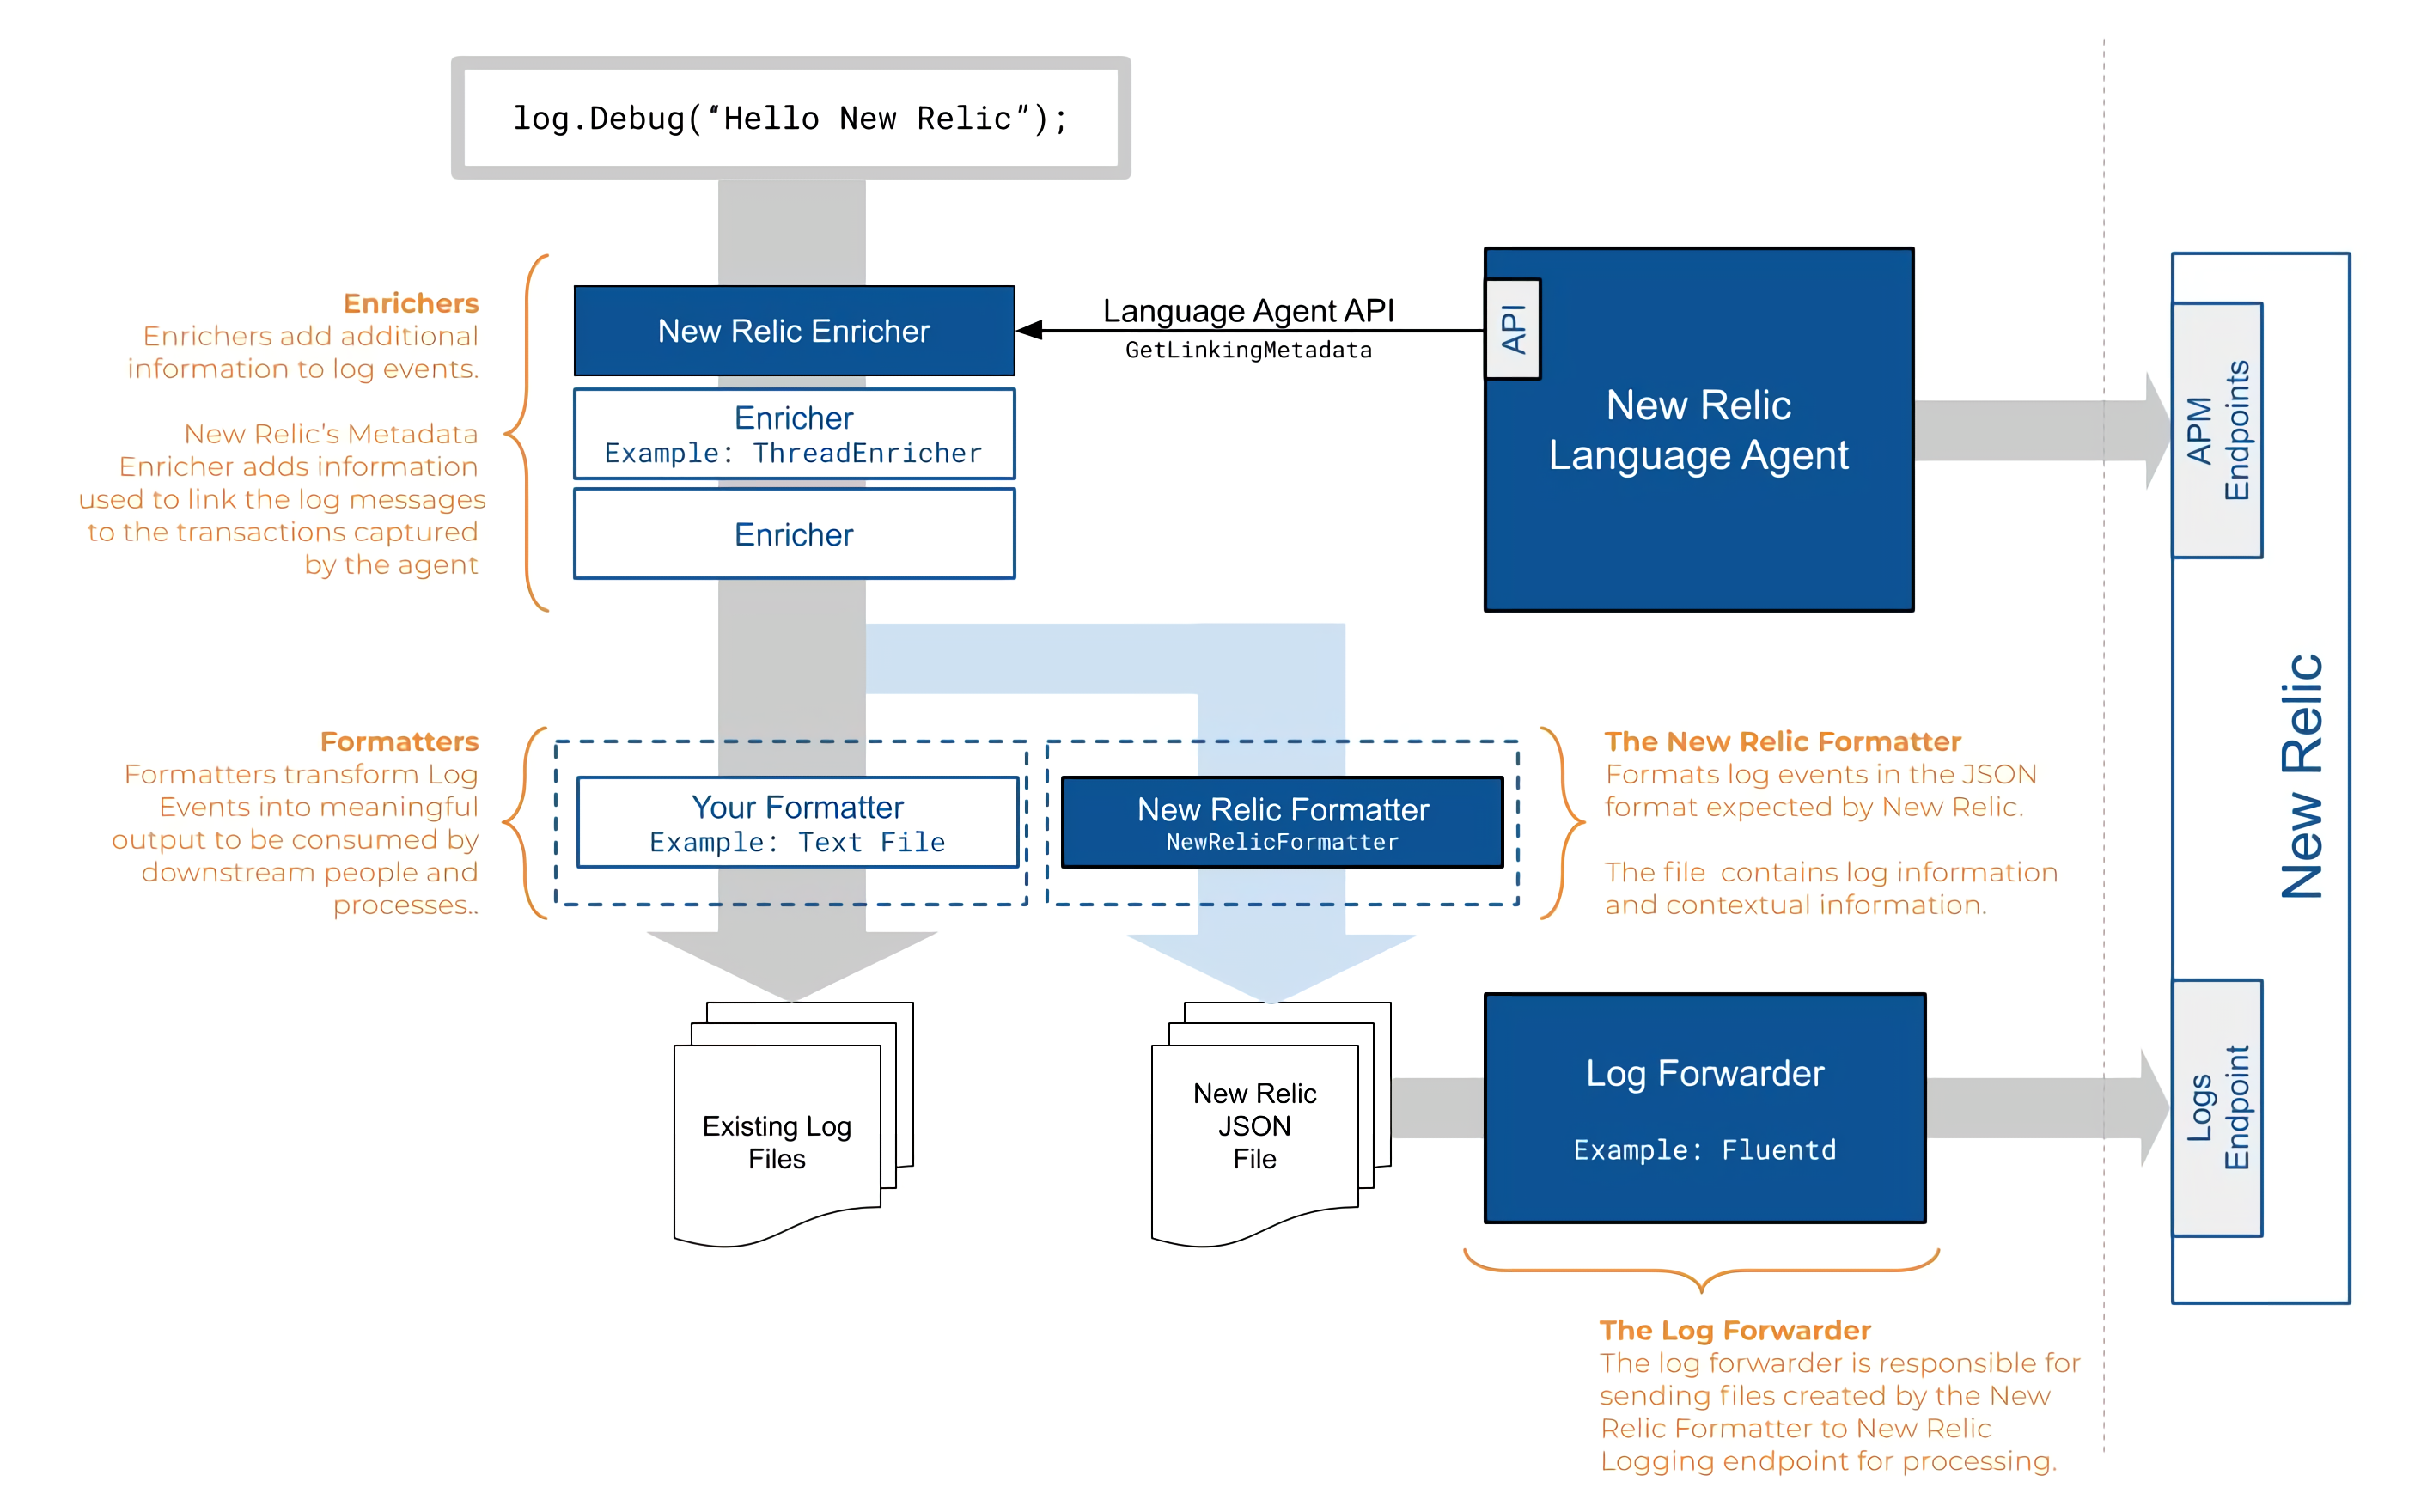 log.Debug(“Hello New Relic”);
Enrichers
Enrichers add additional
information to log events.
New Relic’s Metadata
Enricher adds information
used to link the log messages
to the transactions captured
by the agent
New Relic Enricher
Enricher
Example: ThreadEnricher
Enricher
Language Agent API
GetLinkingMetadata
API
New Relic
Language Agent
APM
Endpoints
New Relic
Formatters
Formatters transform Log
Events into meaningful
output to be consumed by
downstream people and
processes..
Your Formatter
Example: Text File
New Relic Formatter
NewRelicFormatter
The New Relic Formatter
Formats log events in the JSON
format expected by New Relic.
The file  contains log information
and contextual information.
Existing Log
Files
New Relic
JSON
File
Log Forwarder
Example: Fluentd
Logs
Endpoint
The Log Forwarder
The log forwarder is responsible for
sending files created by the New
Relic Formatter to New Relic
Logging endpoint for processing.